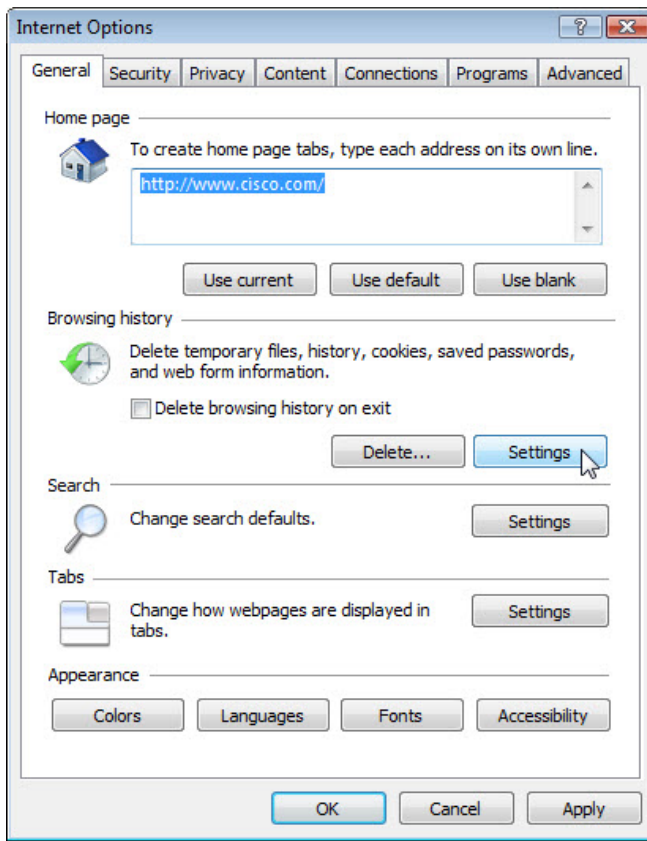 Internet Options
General Security Privacy Content Connections Programs Advanced
Home page
To create home page tabs, type each address on its own line.
http://www.cisco.com/
Use current Use default Use blank
Browsing history
Delete temporary files, history, cookies, saved passwords,
and web form information.
Delete browsing history on exit
Delete... Settings
Search
Change search defaults.
Settings
Tabs
Change how webpages are displayed in
tabs.
Settings
Appearance
Colors Languages Fonts Accessibility
OK Cancel Apply